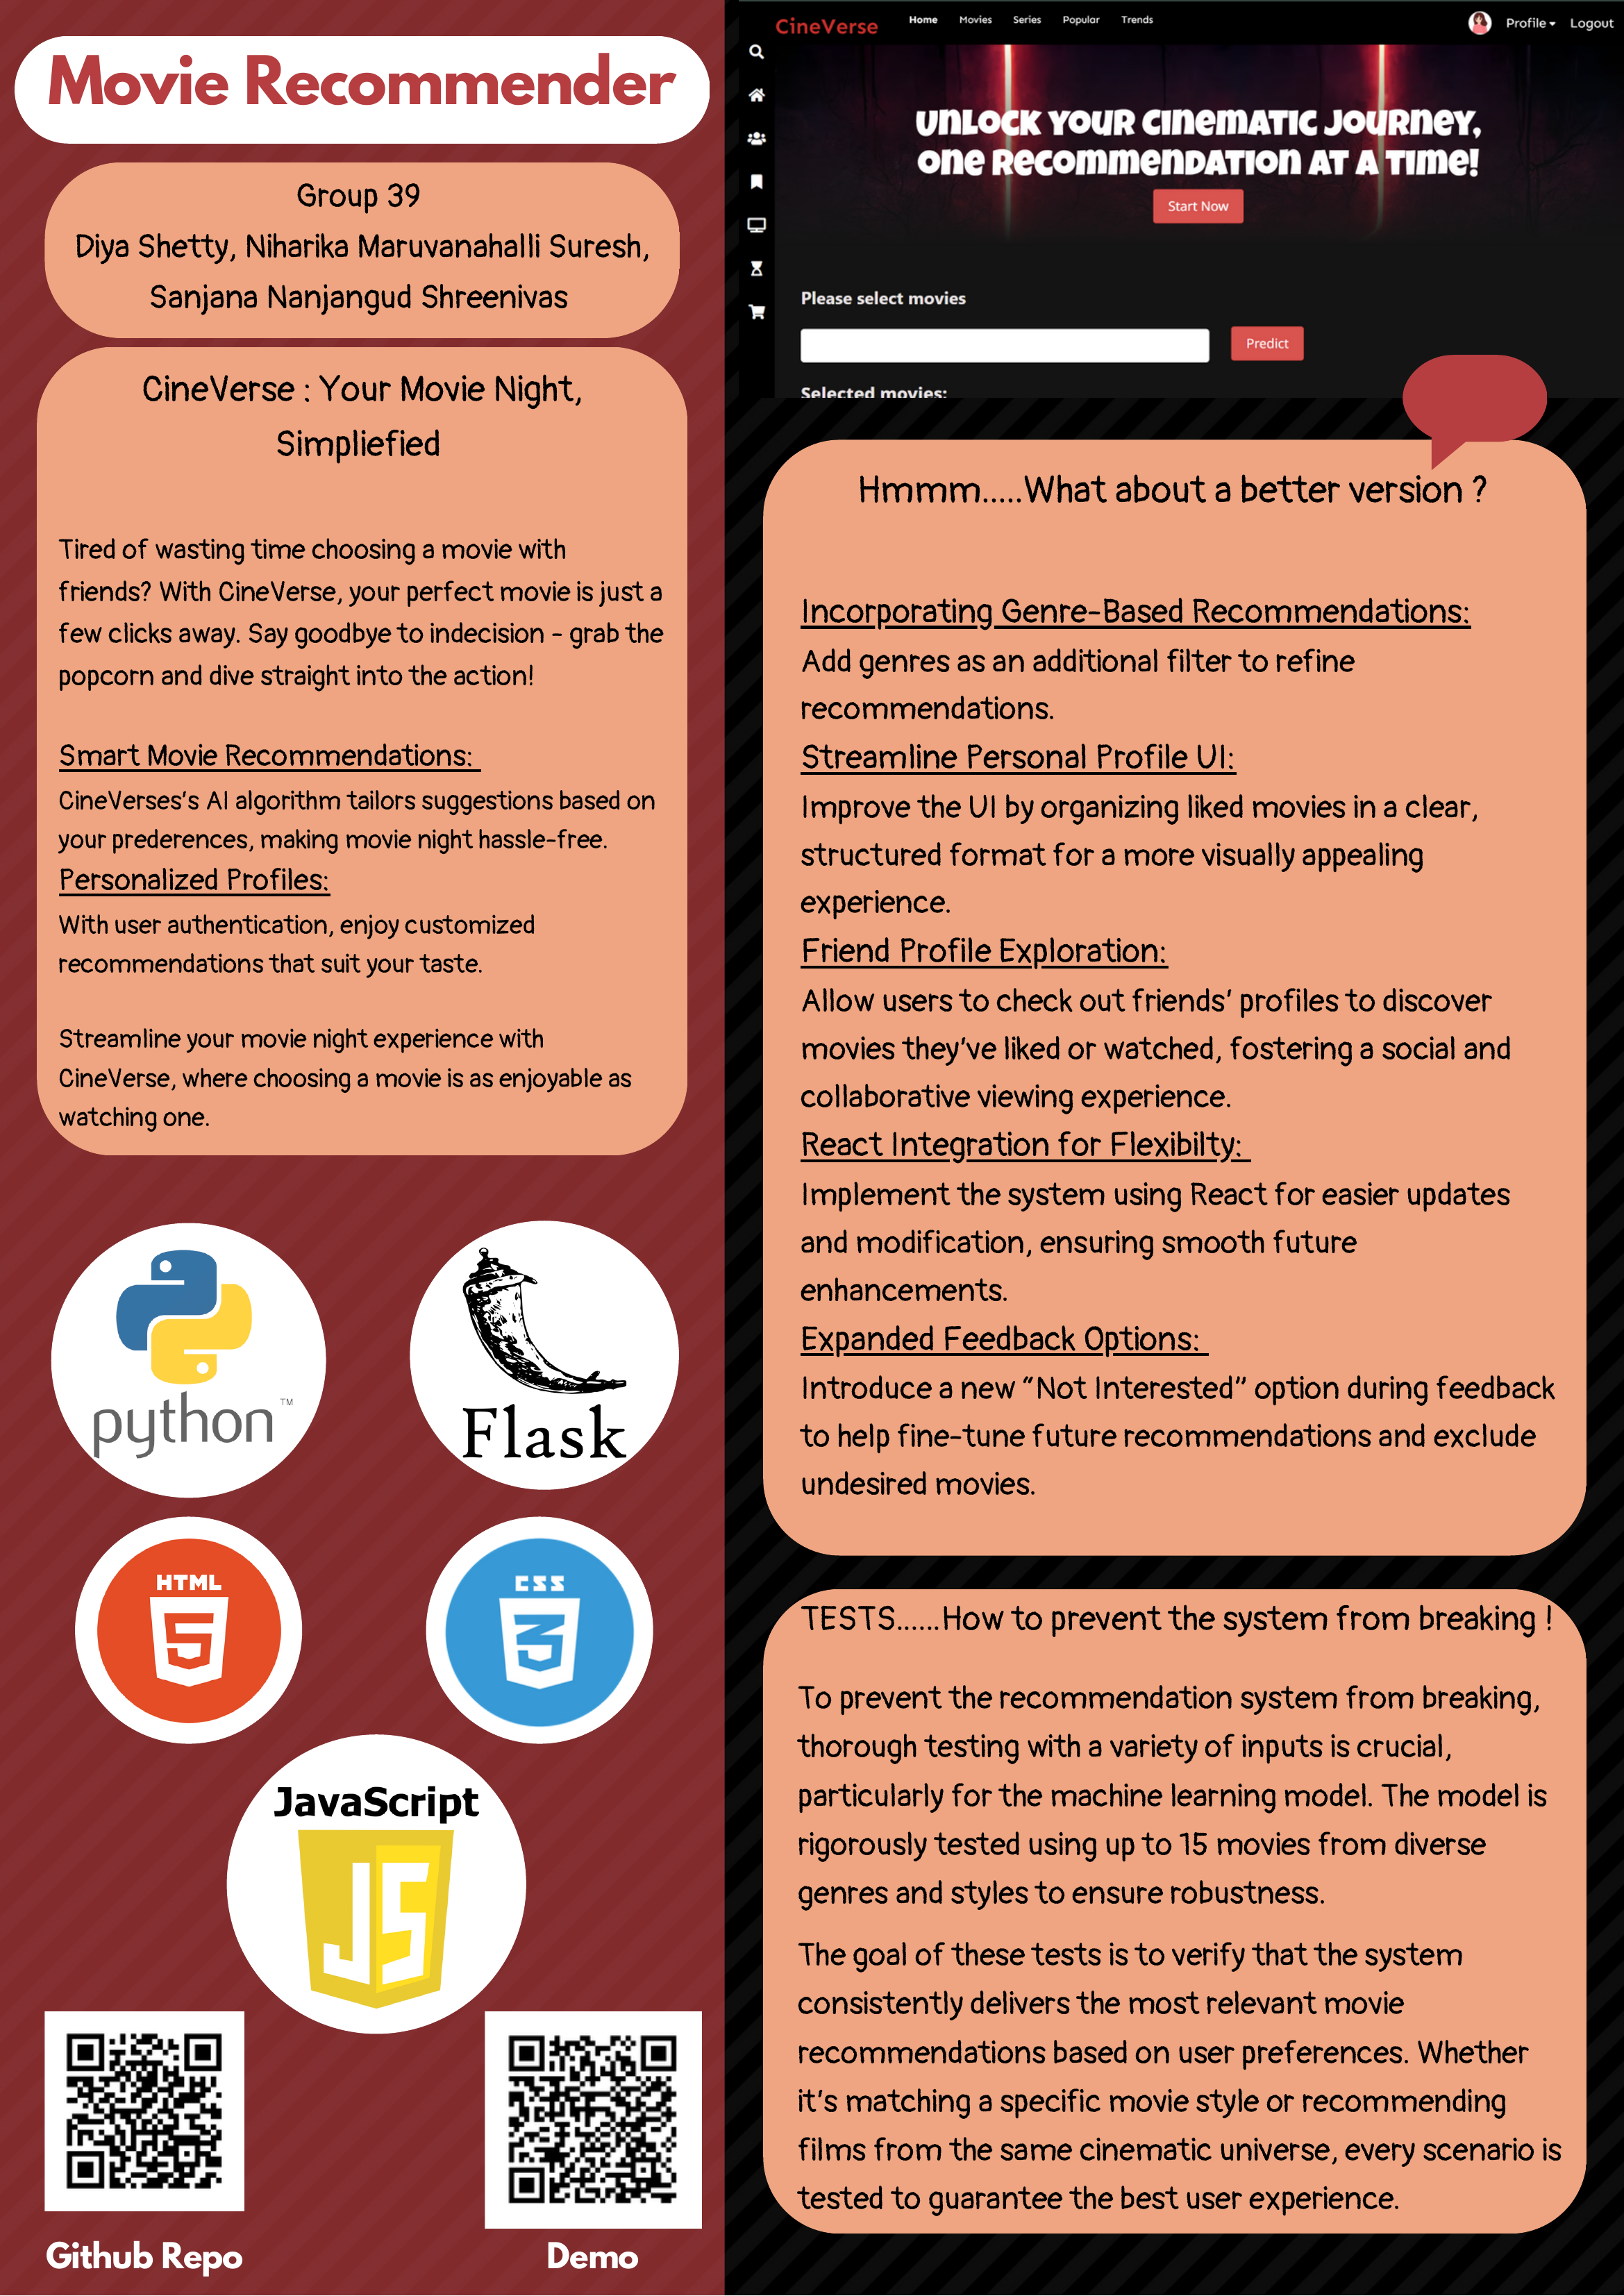 Movie Recommender
Group 39
Diya Shetty, Niharika Maruvanahalli Suresh,
Sanjana Nanjangud Shreenivas
CineVerse : Your Movie Night,
Simpliefied
Tired of wasting time choosing a movie with
friends? With CineVerse, your perfect movie is just a
few clicks away. Say goodbye to indecision - grab the
popcorn and dive straight into the action!
Smart Movie Recommendations:
CineVerses's AI algorithm tailors suggestions based on
your prederences, making movie night hassle-free.
Personalized Profiles:
With user authentication, enjoy customized
recommendations that suit your taste.
Streamline your movie night experience with
CineVerse, where choosing a movie is as enjoyable as
watching one.
python™
Flask
HTML
5
CSS
3
JavaScript
JS
Github Repo
Demo
CineVerse Home Movies Series Popular Trends Profile Logout
UNLOCK YOUR CINEMATIC JOURNEY,
ONE RECOMMENDATION AT A TIME!
Start Now
Please select movies
Predict
Selected movies:
Hmmm.....What about a better version ?
Incorporating Genre-Based Recommendations:
Add genres as an additional filter to refine
recommendations.
Streamline Personal Profile UI:
Improve the UI by organizing liked movies in a clear,
structured format for a more visually appealing
experience.
Friend Profile Exploration:
Allow users to check out friends' profiles to discover
movies they've liked or watched, fostering a social and
collaborative viewing experience.
React Integration for Flexibilty:
Implement the system using React for easier updates
and modification, ensuring smooth future
enhancements.
Expanded Feedback Options:
Introduce a new "Not Interested" option during feedback
to help fine-tune future recommendations and exclude
undesired movies.
TESTS......How to prevent the system from breaking !
To prevent the recommendation system from breaking,
thorough testing with a variety of inputs is crucial,
particularly for the machine learning model. The model is
rigorously tested using up to 15 movies from diverse
genres and styles to ensure robustness.
The goal of these tests is to verify that the system
consistently delivers the most relevant movie
recommendations based on user preferences. Whether
it's matching a specific movie style or recommending
films from the same cinematic universe, every scenario is
tested to guarantee the best user experience.